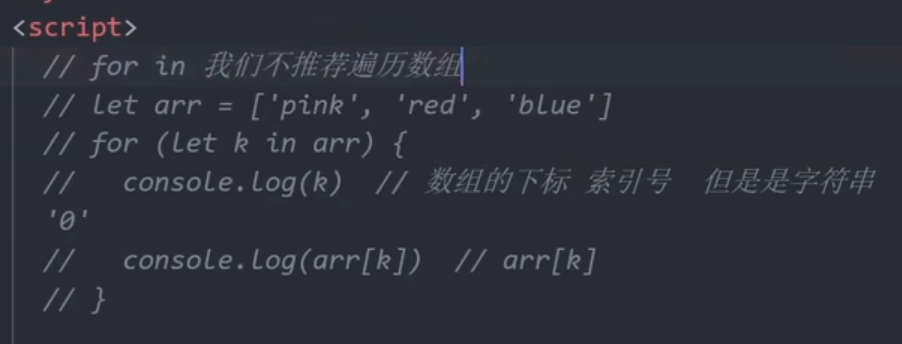 <script>
// for in 我们不推荐遍历数组
// let arr = ['pink', 'red', 'blue']
// for (let k in arr) {
//   console.log(k)  // 数组的下标 索引号  但是是字符串
'0'
//   console.log(arr[k])  // arr[k]
// }